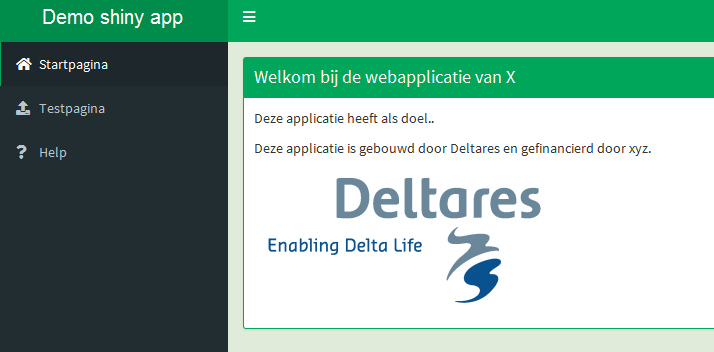 Demo shiny app
Startpagina
Testpagina
Help
Welkom bij de webapplicatie van X
Deze applicatie heeft als doel..
Deze applicatie is gebouwd door Deltares en gefinancierd door xyz.
Deltares
Enabling Delta Life